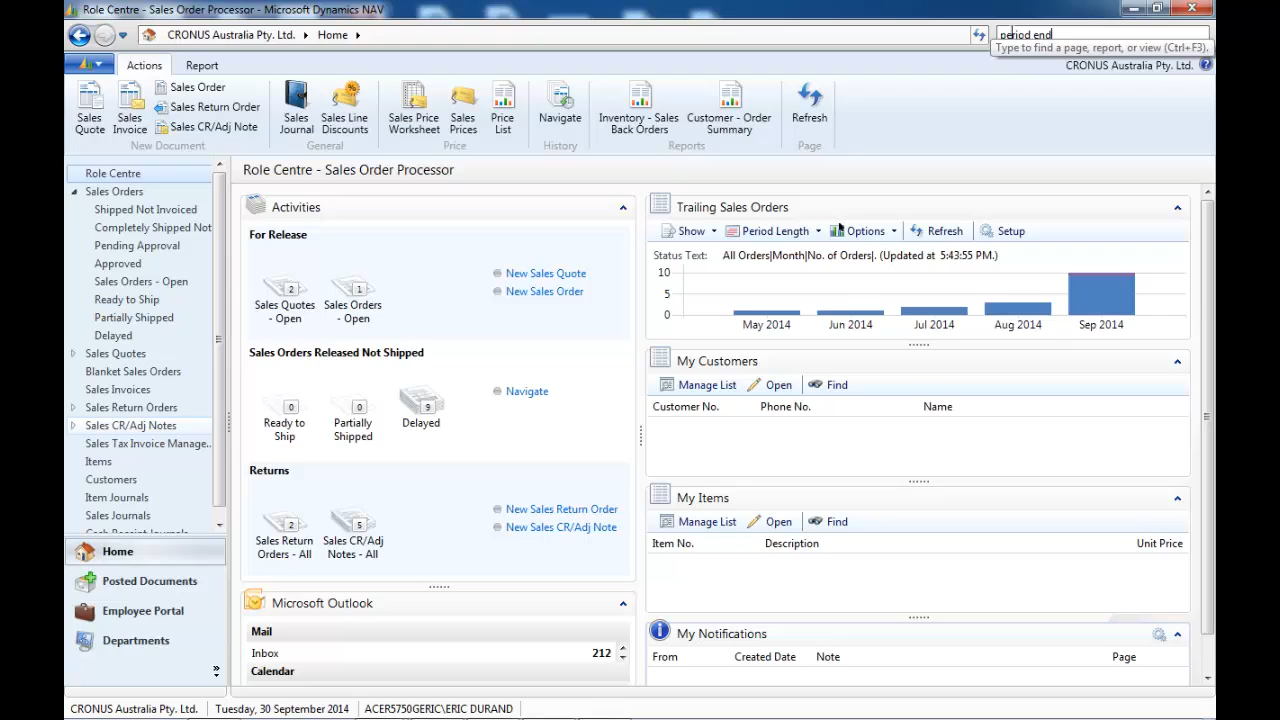 Role Centre - Sales Order Processor - Microsoft Dynamics NAV
CRONUS Australia Pty. Ltd. Home
period end
Type to find a page, report, or view (Ctrl+F3).
Actions Report
CRONUS Australia Pty. Ltd.
Sales Quote
Sales Invoice
Sales Order
Sales Return Order
Sales CR/Adj Note
New Document
Sales Journal
Sales Line Discounts
General
Sales Price Worksheet
Sales Prices
Price List
Price
Navigate
History
Inventory - Sales Back Orders
Customer - Order Summary
Reports
Refresh
Page
Role Centre
Sales Orders
Shipped Not Invoiced
Completely Shipped Not
Pending Approval
Approved
Sales Orders - Open
Ready to Ship
Partially Shipped
Delayed
Sales Quotes
Blanket Sales Orders
Sales Invoices
Sales Return Orders
Sales CR/Adj Notes
Sales Tax Invoice Manage..
Items
Customers
Item Journals
Sales Journals
Cash Receipt Journals
Home
Posted Documents
Employee Portal
Departments
Role Centre - Sales Order Processor
Activities
For Release
2
Sales Quotes - Open
1
Sales Orders - Open
New Sales Quote
New Sales Order
Sales Orders Released Not Shipped
0
Ready to Ship
0
Partially Shipped
9
Delayed
Navigate
Returns
2
Sales Return Orders - All
5
Sales CR/Adj Notes - All
New Sales Return Order
New Sales CR/Adj Note
Microsoft Outlook
Mail
Inbox 212
Calendar
Trailing Sales Orders
Show Period Length Options Refresh Setup
Status Text: All Orders|Month|No. of Orders|. (Updated at 5:43:55 PM.)
10
5
0
May 2014 Jun 2014 Jul 2014 Aug 2014 Sep 2014
My Customers
Manage List Open Find
Customer No. Phone No. Name
My Items
Manage List Open Find
Item No. Description Unit Price
My Notifications
From Created Date Note Page
CRONUS Australia Pty. Ltd. Tuesday, 30 September 2014 ACER5750GERIC\ERIC DURAND